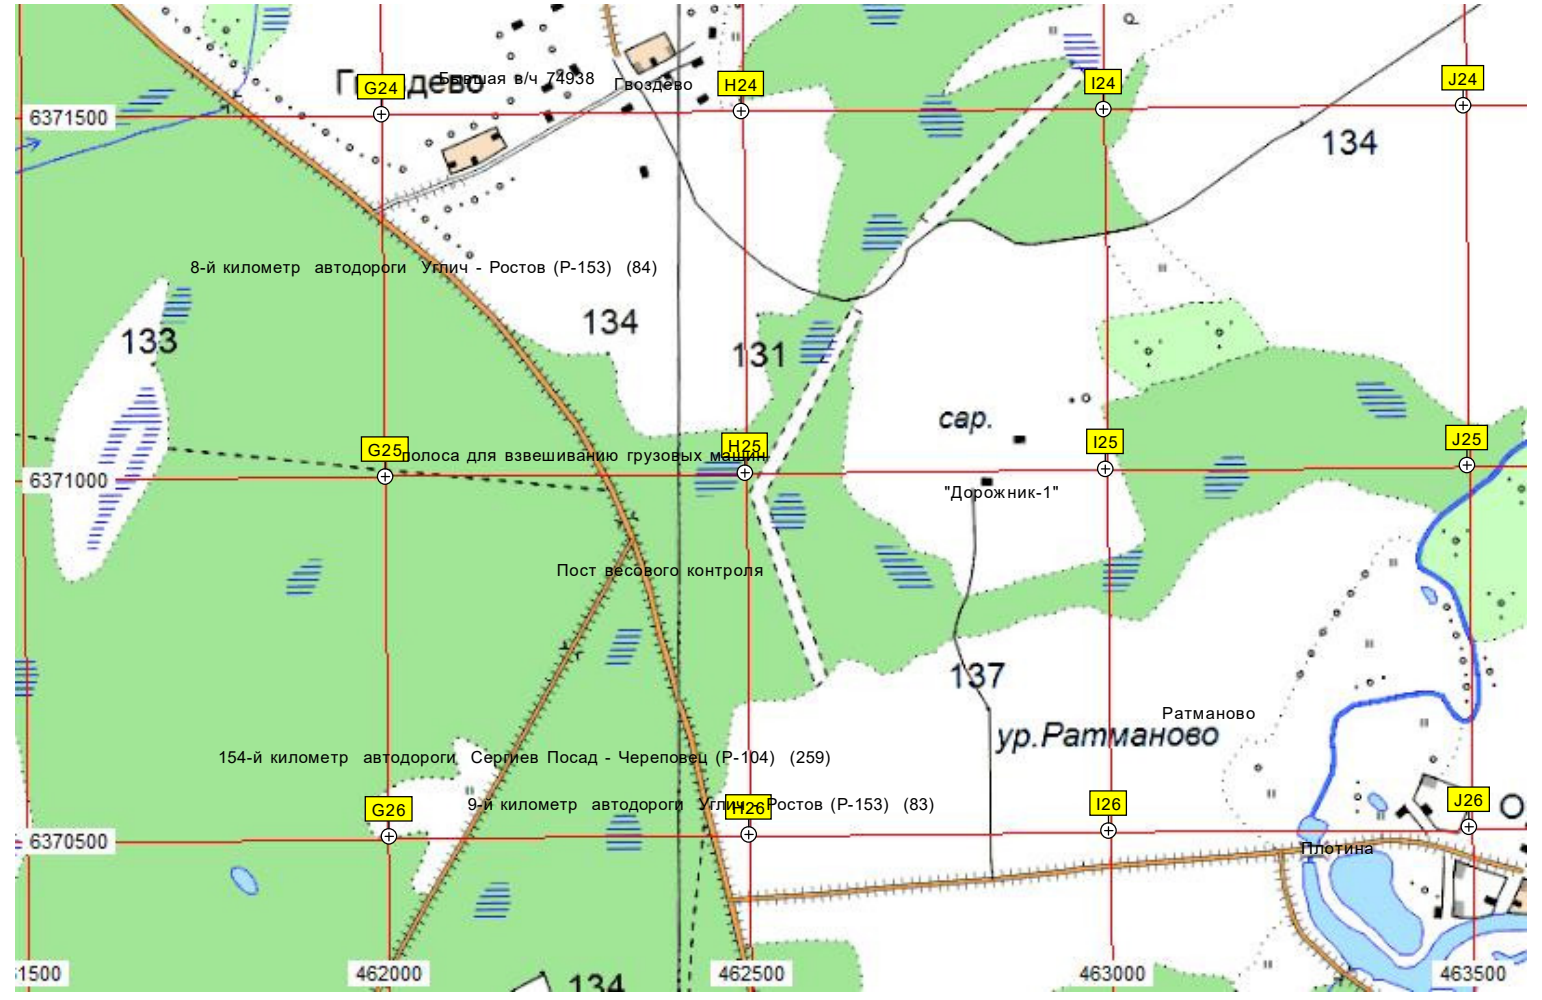 Бывшая в/ч 74938
Гвоздево
G24
H24
I24
J24
6371500
134
8-й километр автодороги Углич - Ростов (Р-153) (84)
133
134
131
сар.
G25
H25
I25
J25
полоса для взвешиванию грузовых машин
6371000
"Дорожник-1"
Пост весового контроля
137
Ратманово
ур.Ратманово
154-й километр автодороги Сергиев Посад - Череповец (Р-104) (259)
9-й километр автодороги Углич - Ростов (Р-153) (83)
G26
H26
I26
J26
6370500
Плотина
1500
462000
462500
463000
463500
134